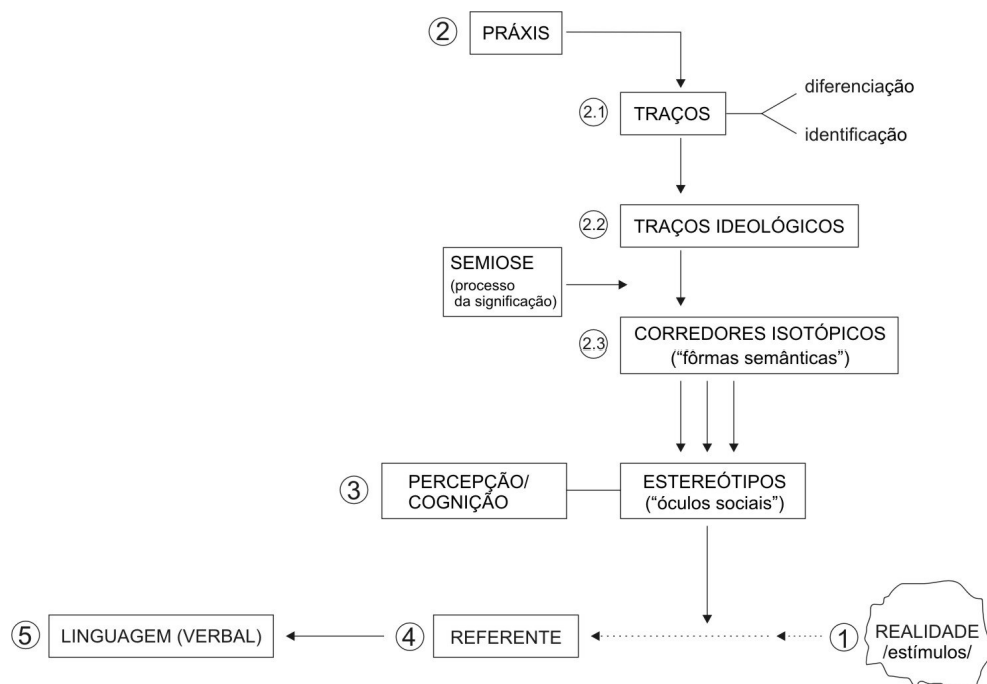 2
PRÁXIS
diferenciação
2.1
TRAÇOS
identificação
2.2
TRAÇOS IDEOLÓGICOS
SEMIOSE
(processo
da significação)
2.3
CORREDORES ISOTÓPICOS
(“fôrmas semânticas”)
3
PERCEPÇÃO/
COGNIÇÃO
ESTEREÓTIPOS
(“óculos sociais”)
5
LINGUAGEM (VERBAL)
4
REFERENTE
1
REALIDADE
/estímulos/